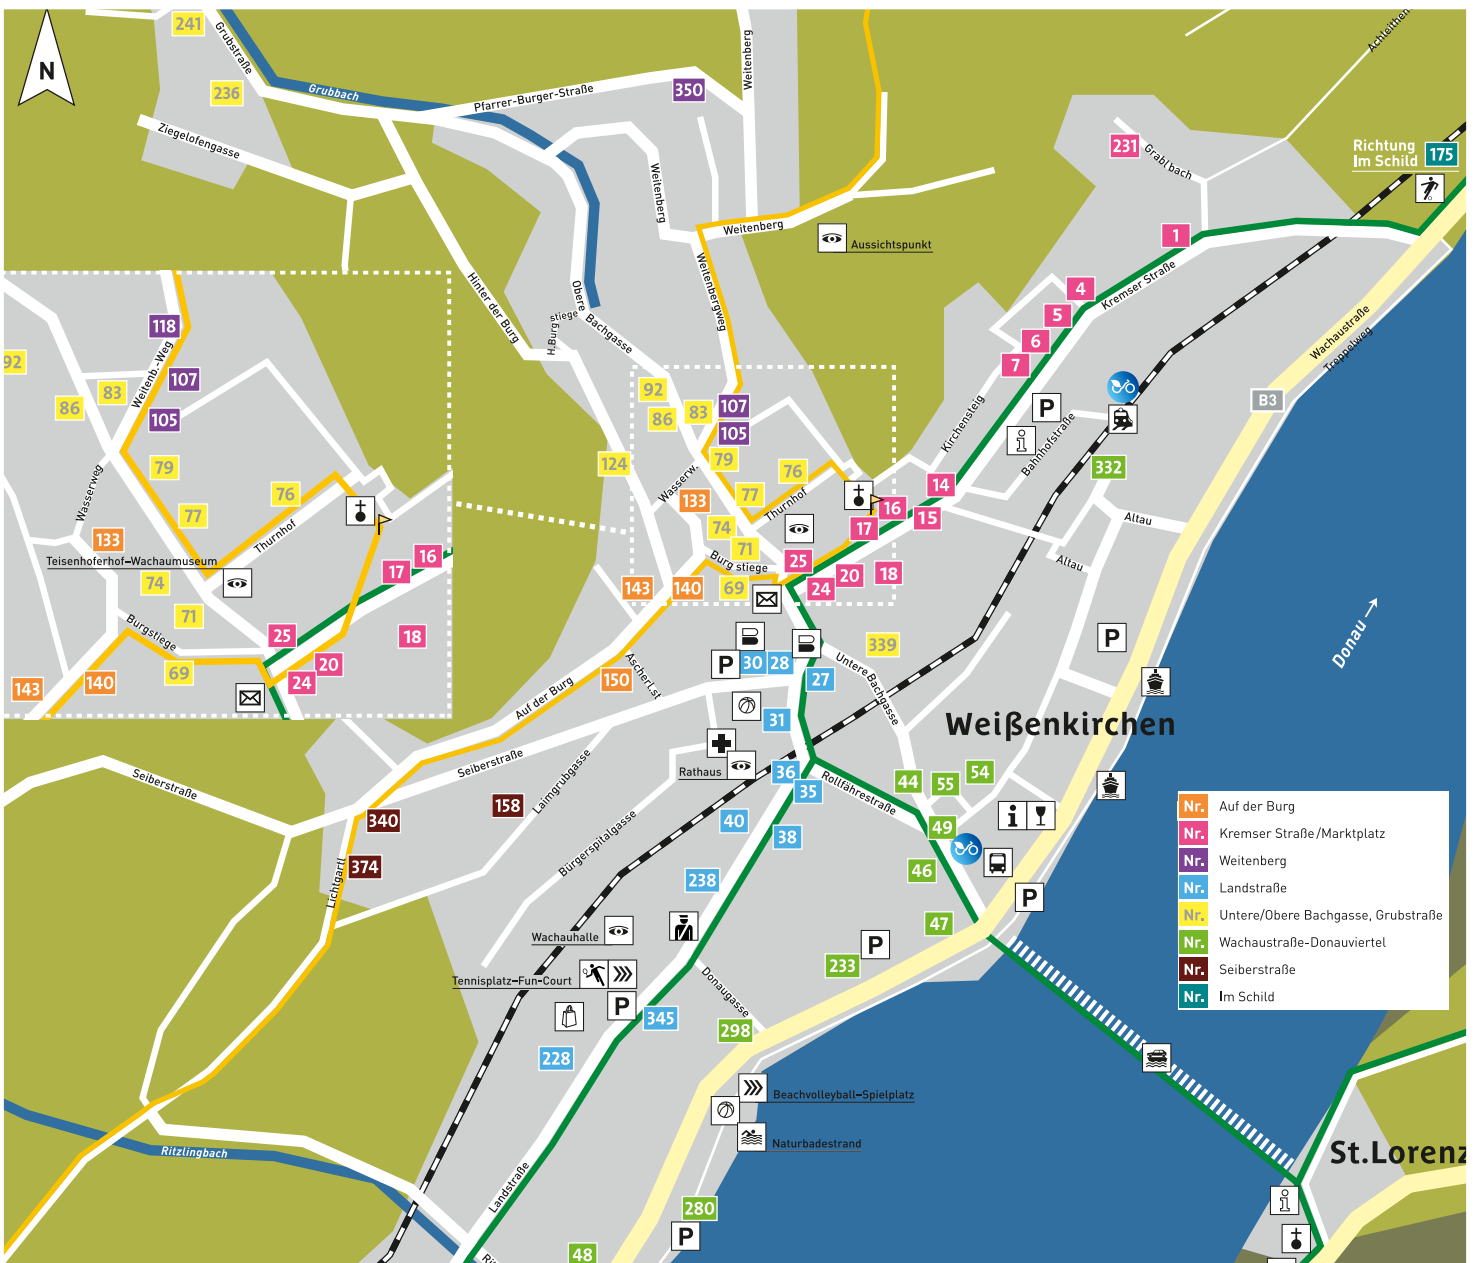 241
Grubstraße
236
N
Grubbach
Pfarrer-Burger-Straße
350
Weitenberg
Achleithen
Ziegelofengasse
231
Grablbach
Richtung
Im Schild
175
Weitenberg
Weitenberg
Aussichtspunkt
1
Kremser Straße
4
5
6
7
Hinter der Burg
Obere
Bachgasse
H.Burg
stiege
Weitenbergweg
Wachaustraße
Treppelweg
B3
118
92
Weitenb.-Weg
107
83
86
105
79
76
77
Wasserweg
Thurnhof
133
Teisenhoferhof–Wachaumuseum
74
71
16
17
18
25
Burgstiege
20
24
69
140
143
92
83
107
86
105
124
79
76
Wasserw.
133
77
Thurnhof
74
71
16
14
15
17
Burg stiege
25
20
18
24
143
140
69
Kirchensteig
P
i
Bahnhofstraße
332
Altau
Altau
P
Donau →
P
30
28
339
27
Untere Bachgasse
Ascherl.st
150
Auf der Burg
31
Weißenkirchen
Seiberstraße
Seiberstraße
Rathaus
36
35
Rollfährestraße
44
55
54
340
158
Laimgrubgasse
40
38
49
i
374
Lichtgartl
Bürgerspitalgasse
238
46
47
P
Wachauhalle
P
233
Tennisplatz–Fun-Court
P
345
Donaugasse
298
228
Beachvolleyball–Spielplatz
Naturbadestrand
Ritzlingbach
Landstraße
280
P
48
Ri
St.Lorenz
i
Nr. Auf der Burg
Nr. Kremser Straße/Marktplatz
Nr. Weitenberg
Nr. Landstraße
Nr. Untere/Obere Bachgasse, Grubstraße
Nr. Wachaustraße-Donauviertel
Nr. Seiberstraße
Nr. Im Schild